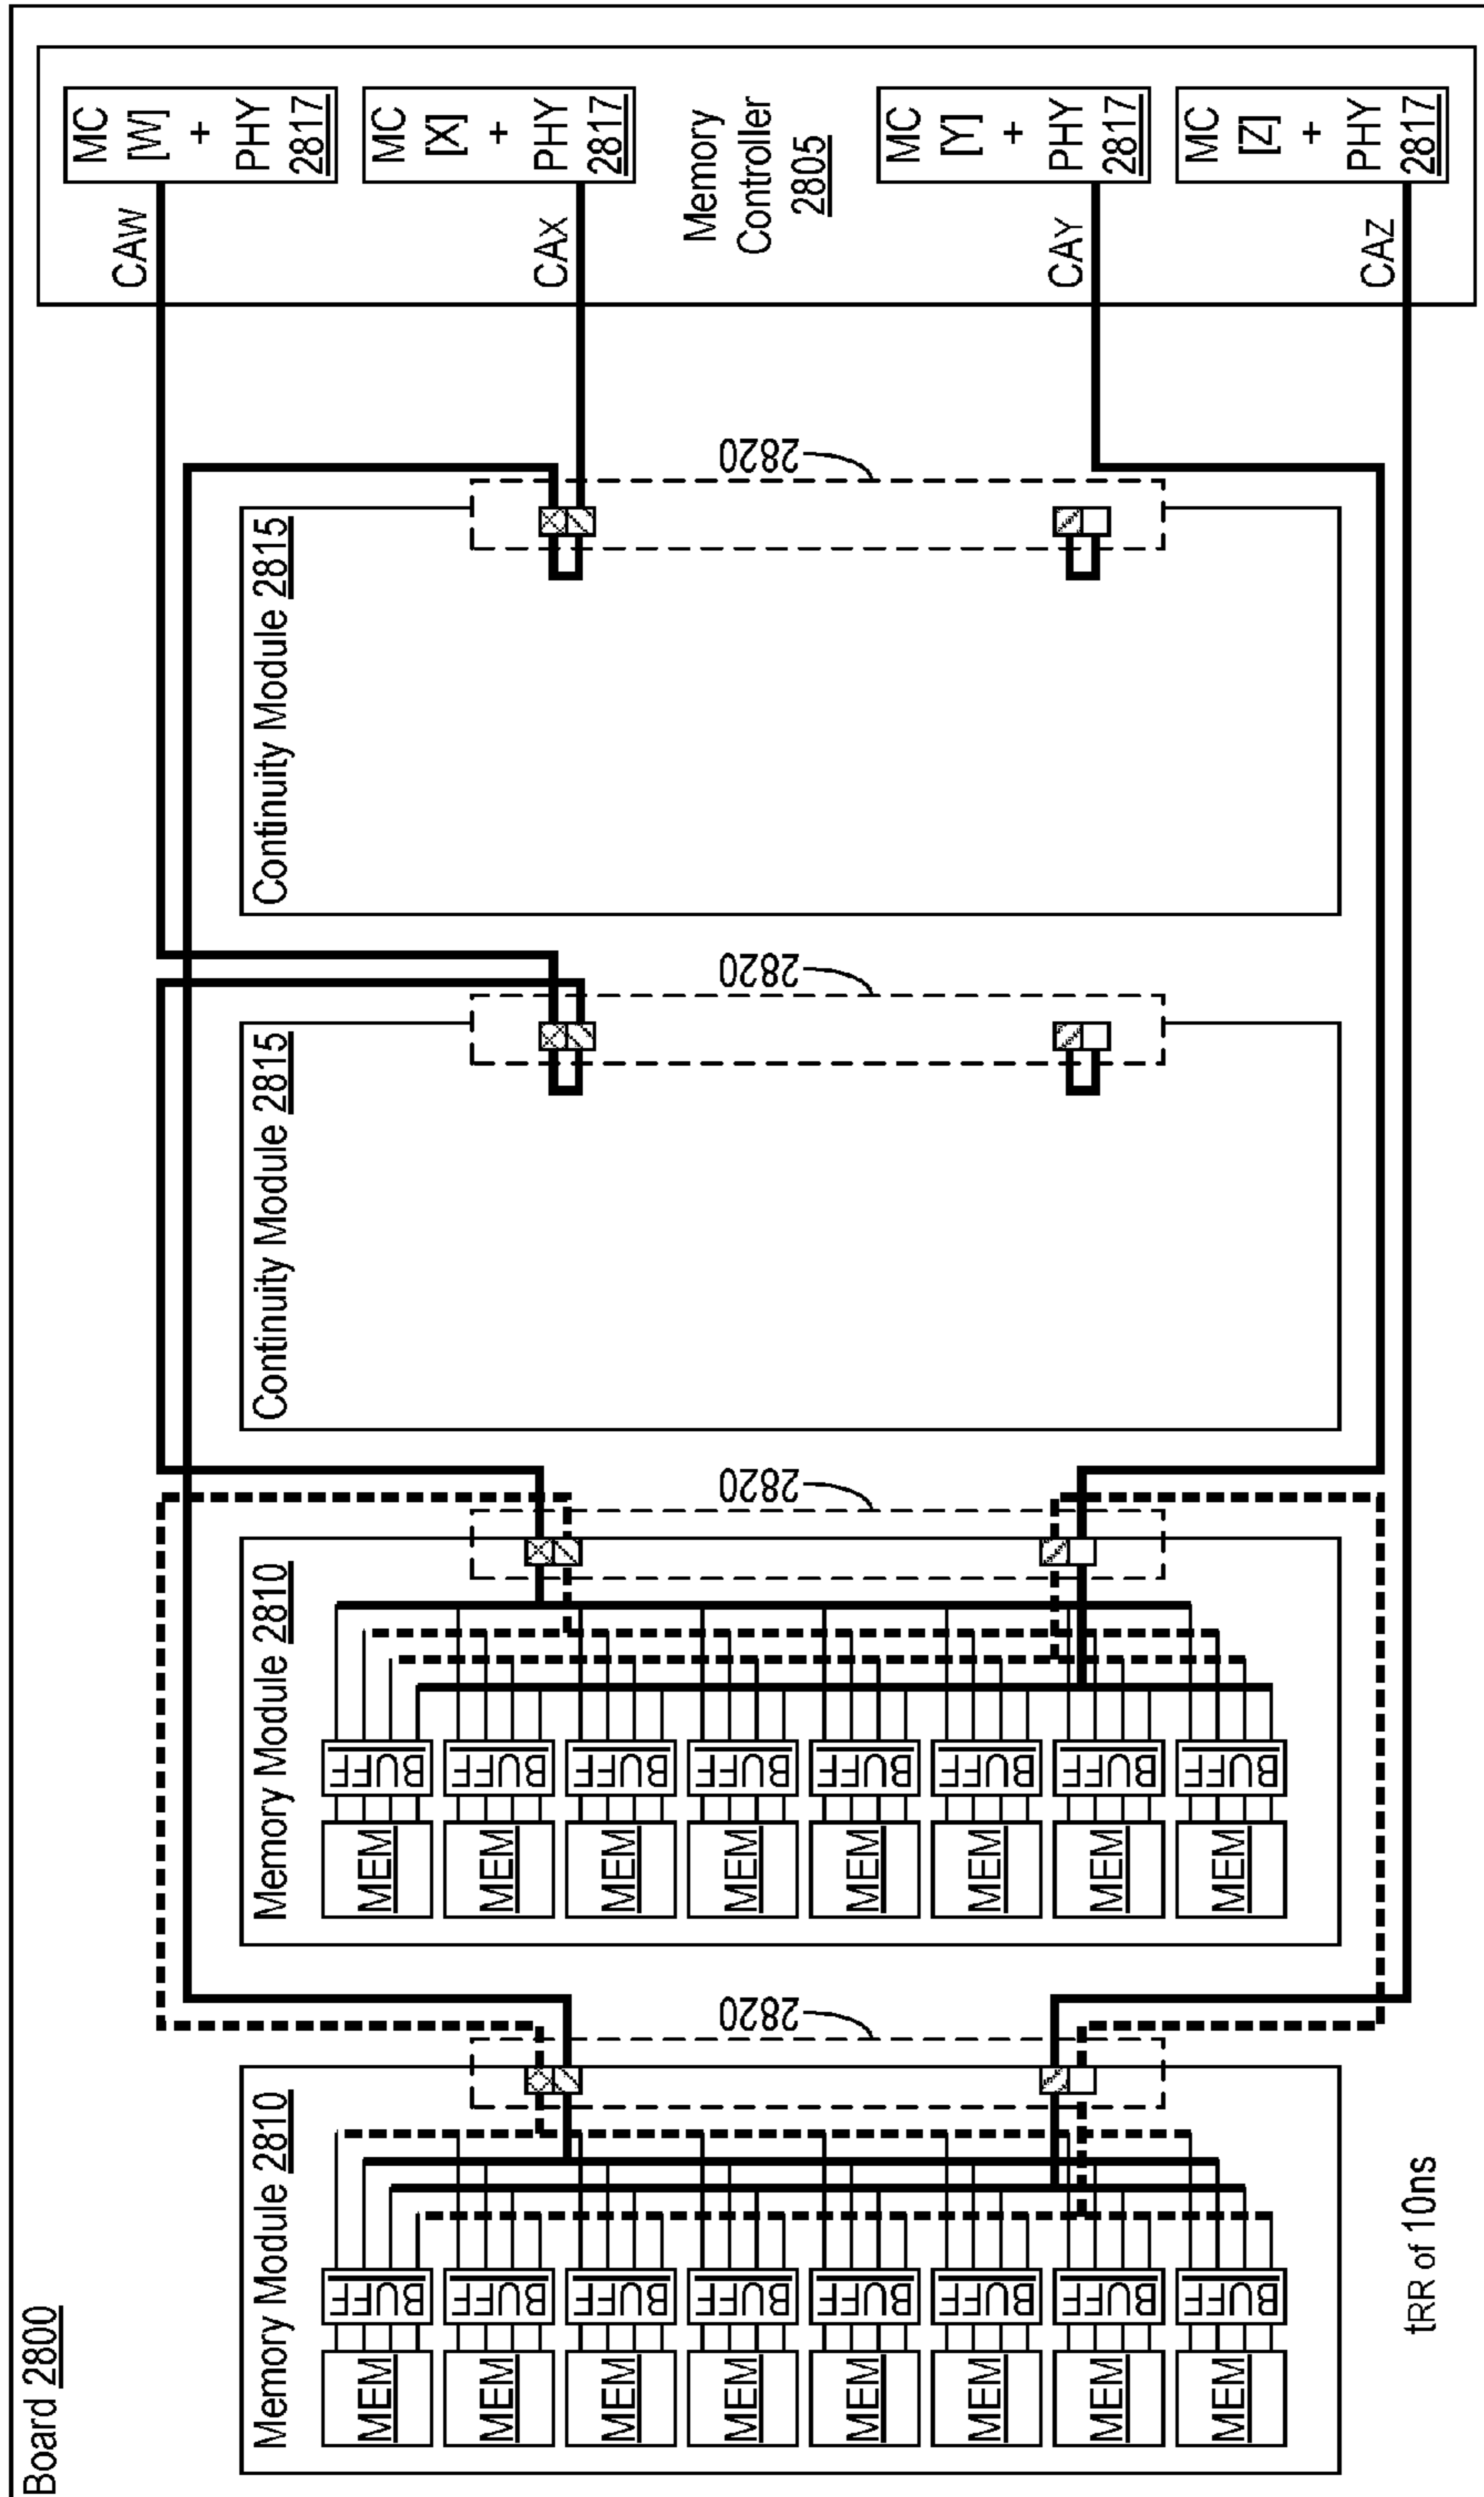 Board 2800
Memory Module 2810
MEM
MEM
MEM
MEM
MEM
MEM
MEM
MEM
BUFF
BUFF
BUFF
BUFF
BUFF
BUFF
BUFF
BUFF
2820
Memory Module 2810
MEM
MEM
MEM
MEM
MEM
MEM
MEM
MEM
BUFF
BUFF
BUFF
BUFF
BUFF
BUFF
BUFF
BUFF
2820
Continuity Module 2815
2820
Continuity Module 2815
2820
CAW
CAX
CAY
CAZ
MC
[W]
+
PHY
2817
MC
[X]
+
PHY
2817
Memory
Controller
2805
MC
[Y]
+
PHY
2817
MC
[Z]
+
PHY
2817
tRR of 10ns